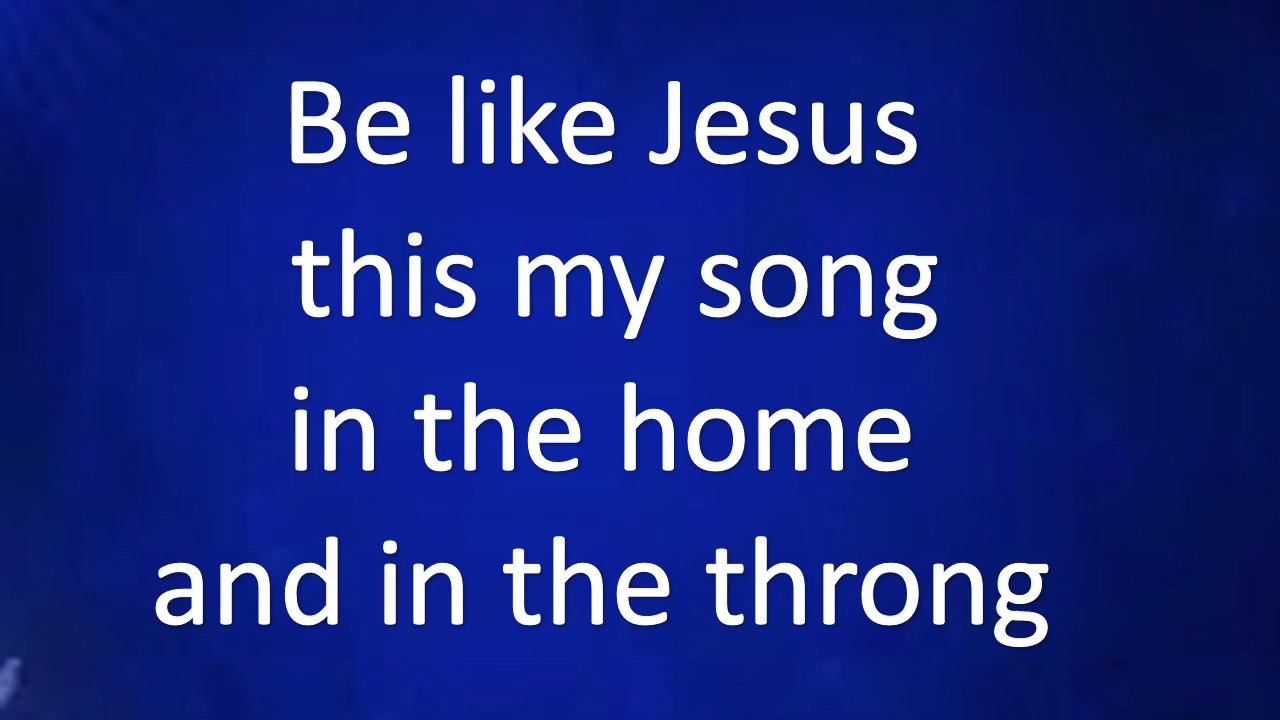 Be like Jesus
this my song
in the home
and in the throng